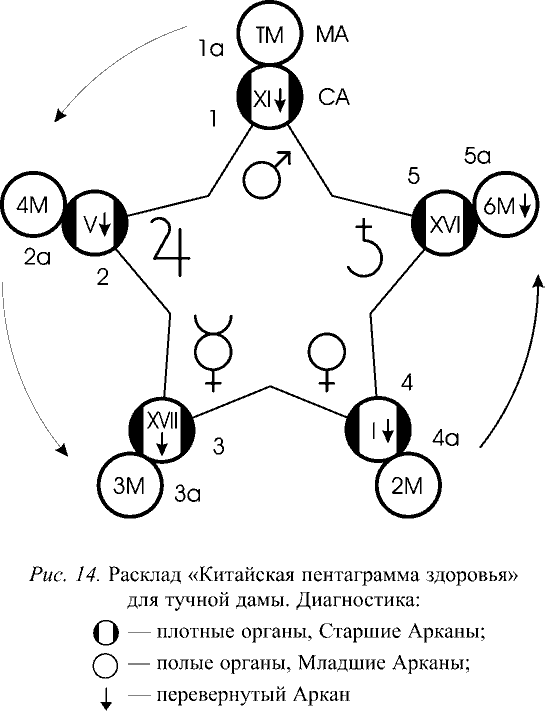 1а ТМ МА
1 XI СА
5а
5
4М V 2а 2
XVI 6М
4
XVII 3 I 4а
3М 3а 2М
Рис. 14. Расклад «Китайская пентаграмма здоровья»
для тучной дамы. Диагностика:
— плотные органы, Старшие Арканы;
— полые органы, Младшие Арканы;
— перевернутый Аркан